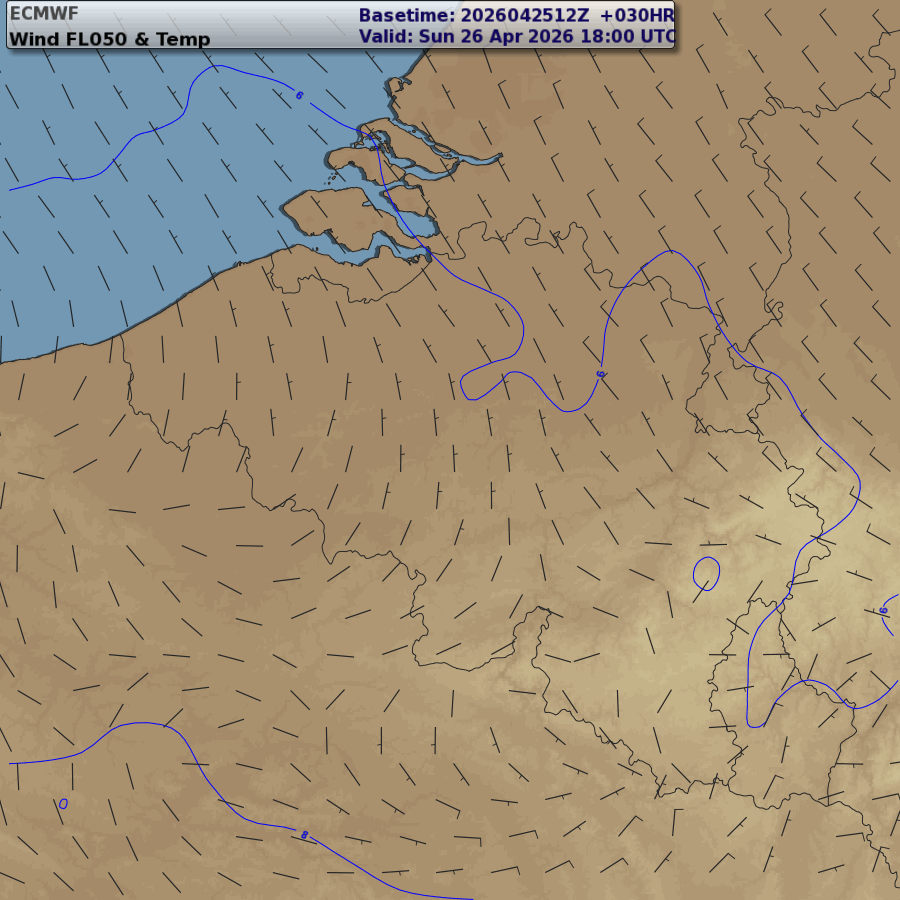 ECMWF
Basetime: 2026042512Z +030HR
Wind FL050 & Temp
Valid: Sun 26 Apr 2026 18:00 UTC
6
6
6
8